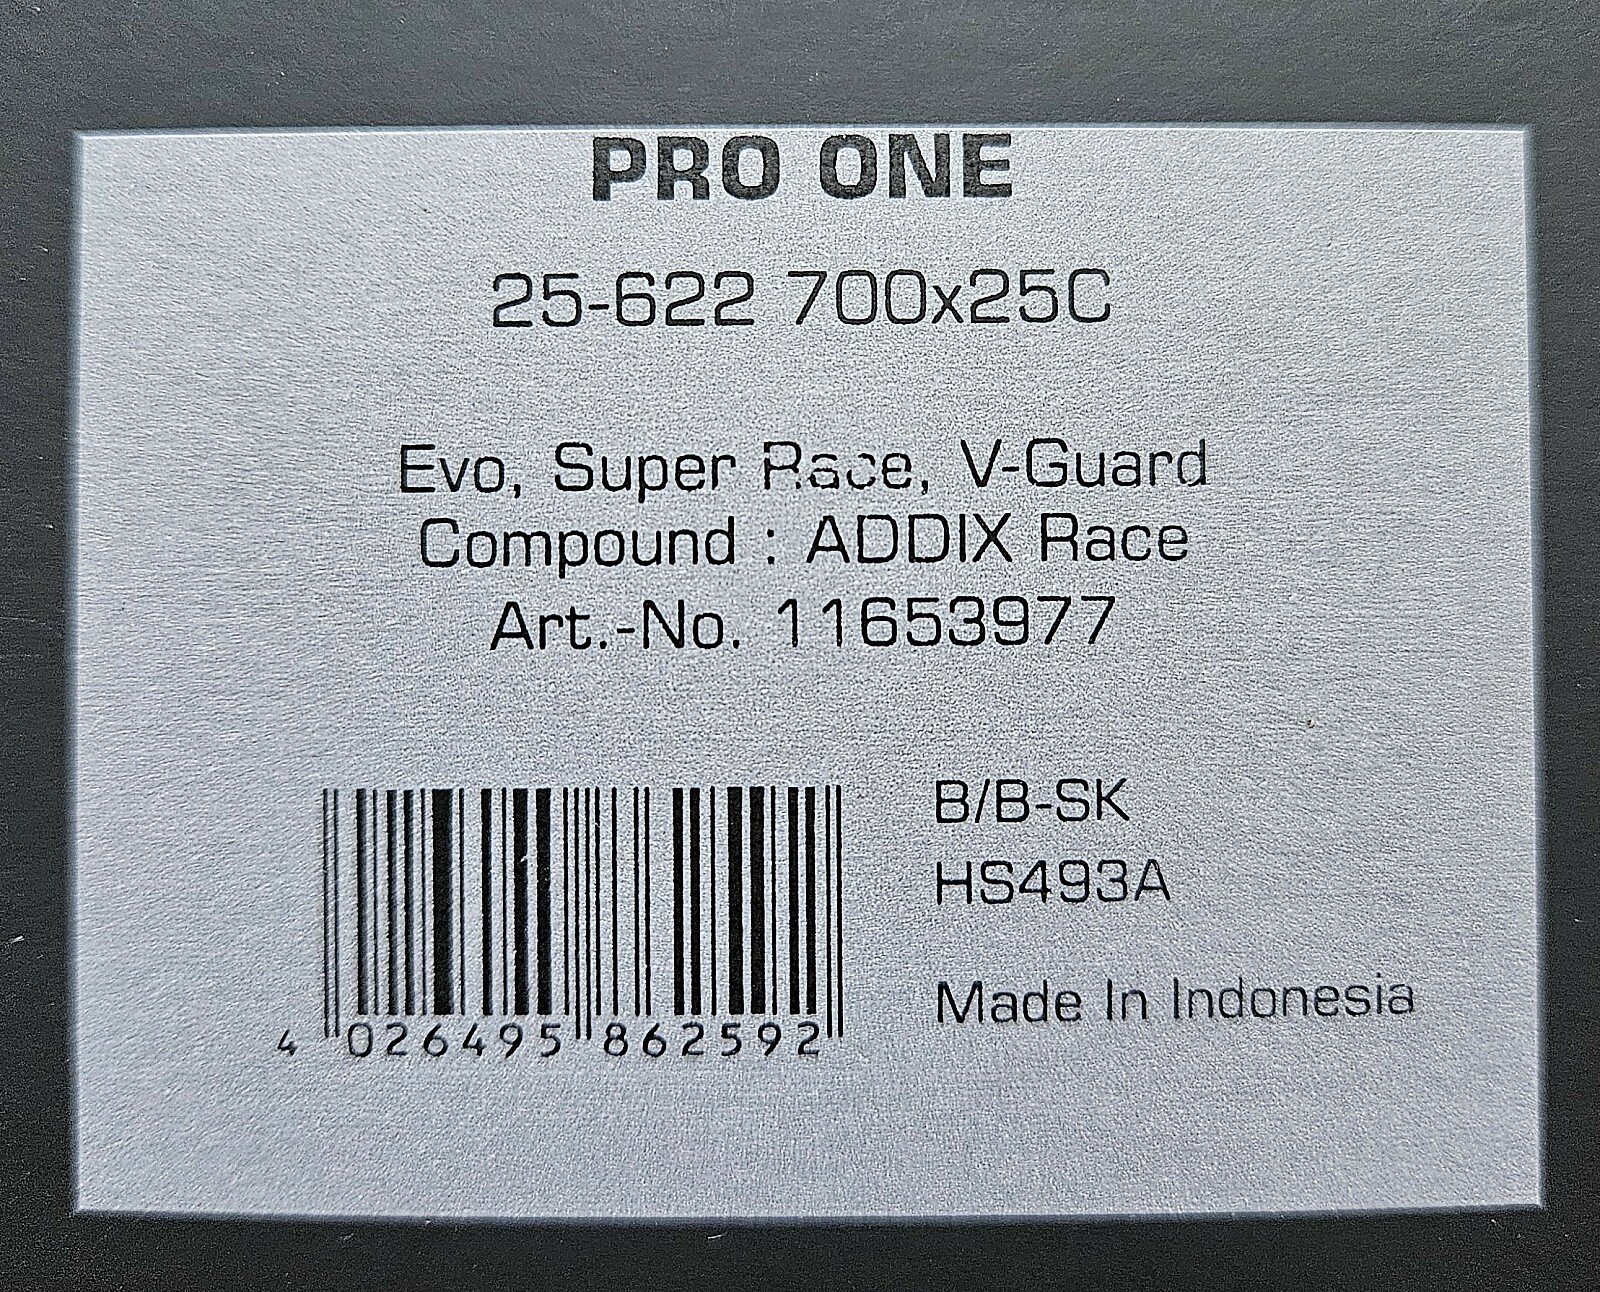 PRO ONE
25-622 700x25C
Evo, Super Race, V-Guard
Compound : ADDIX Race
Art.-No. 11653977
B/B-SK
HS493A
Made In Indonesia
4 026495 862592